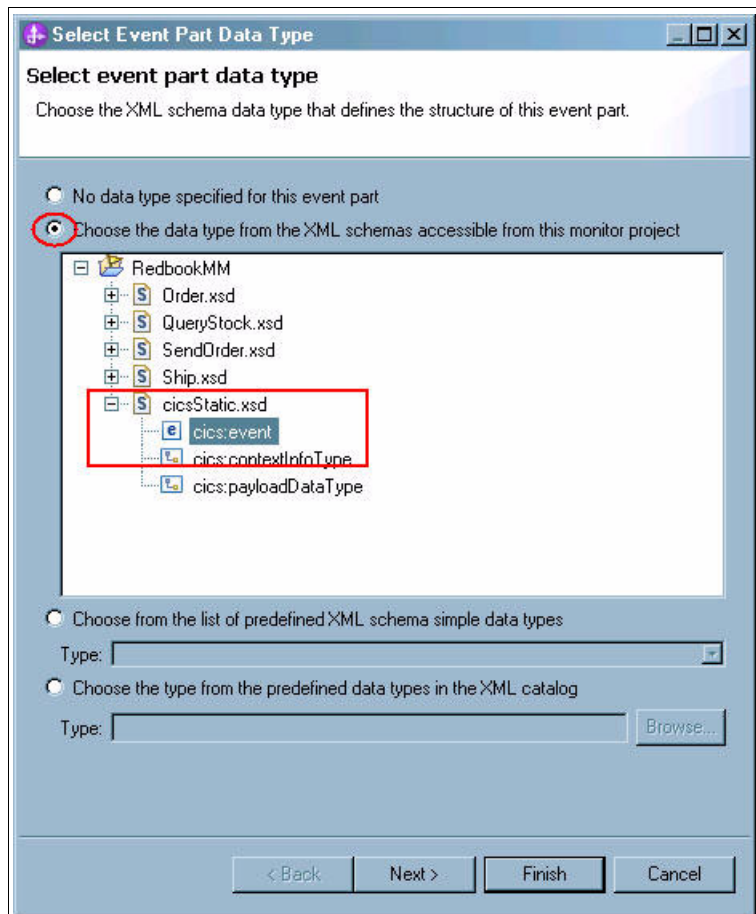 Select Event Part Data Type
Select event part data type
Choose the XML schema data type that defines the structure of this event part.
No data type specified for this event part
Choose the data type from the XML schemas accessible from this monitor project
RedbookMM
S Order.xsd
S QueryStock.xsd
S SendOrder.xsd
S Ship.xsd
S cicsStatic.xsd
e cics:event
cics:contextInfoType
cics:payloadDataType
Choose from the list of predefined XML schema simple data types
Type:
Choose the type from the predefined data types in the XML catalog
Type: Browse...
< Back Next > Finish Cancel